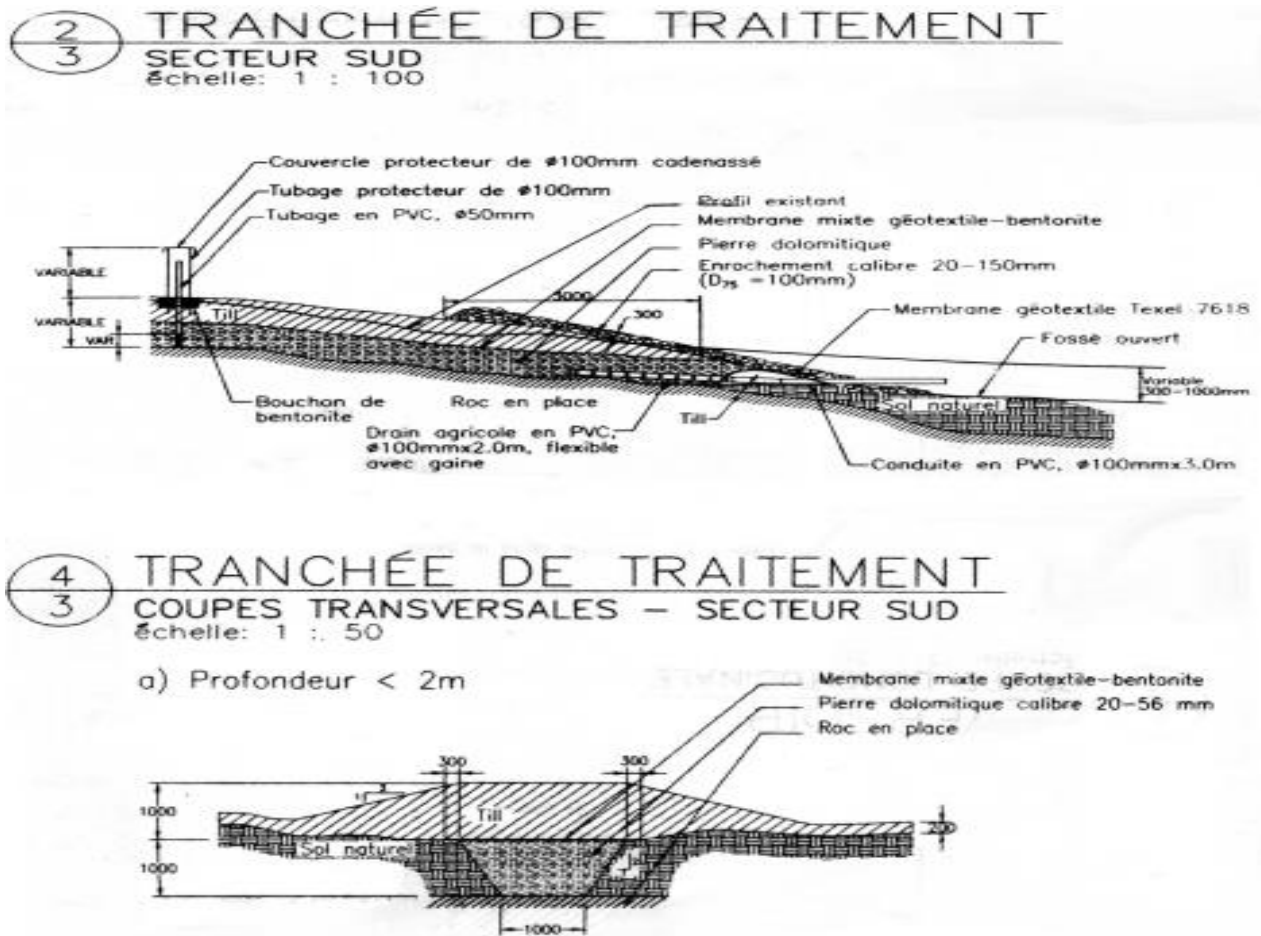 2
3
TRANCHÉE DE TRAITEMENT
SECTEUR SUD
échelle: 1 : 100
Couvercle protecteur de ø100mm cadenassé
Tubage protecteur de ø100mm
Tubage en PVC, ø50mm
Profil existant
Membrane mixte géotextile-bentonite
Pierre dolomitique
Enrochement calibre 20-150mm
(D75 =100mm)
VARIABLE
300
Membrane géotextile Texel 7618
Till
VARIABLE
Fossé ouvert
VAR
Variable
300-1000mm
Bouchon de
bentonite
Roc en place
Till
Sol naturel
Drain agricole en PVC,
ø100mmx2.0m, flexible
avec gaine
Conduite en PVC, ø100mmx3.0m
4
3
TRANCHÉE DE TRAITEMENT
COUPES TRANSVERSALES - SECTEUR SUD
échelle: 1 : 50
a) Profondeur < 2m
Membrane mixte géotextile-bentonite
Pierre dolomitique calibre 20-56 mm
Roc en place
300
300
1000
Till
200
Sol naturel
1000
1000